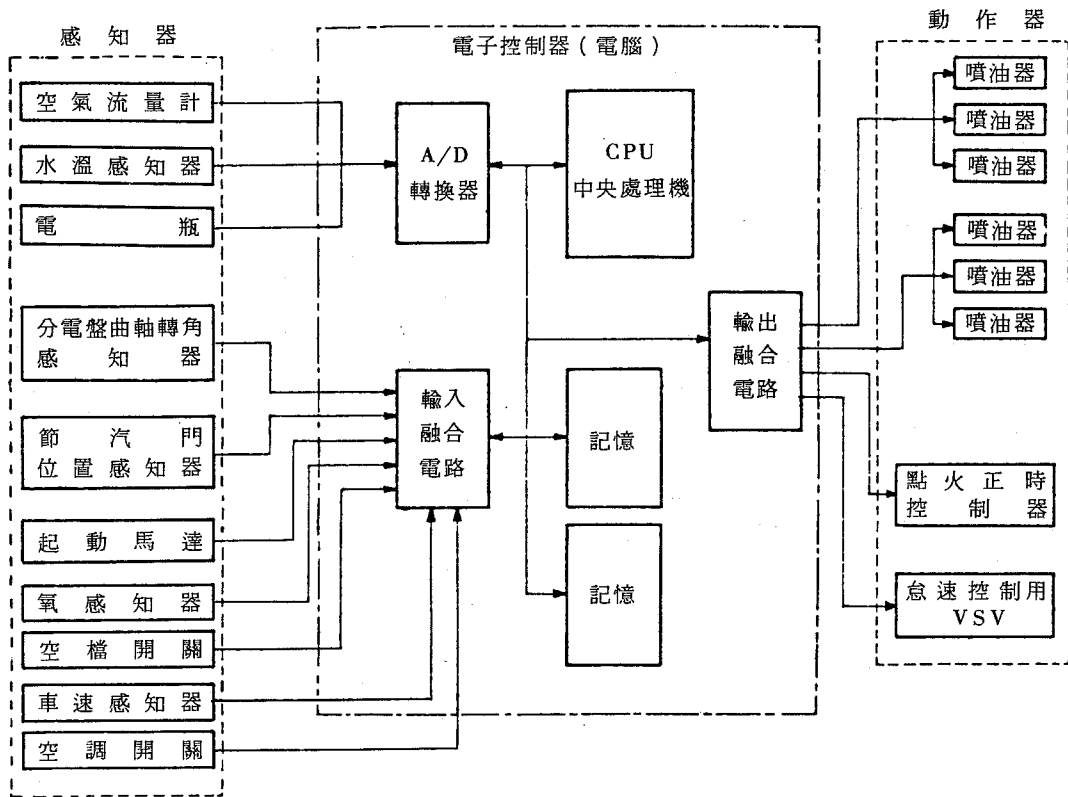 感知器
空氣流量計
水溫感知器
電瓶
分電盤曲軸轉角
感知器
節汽門
位置感知器
起動馬達
氧感知器
空檔開關
車速感知器
空調開關
電子控制器(電腦)
A/D
轉換器
CPU
中央處理機
輸入
融合
電路
記憶
記憶
輸出
融合
電路
動作器
噴油器
噴油器
噴油器
噴油器
噴油器
噴油器
點火正時
控制器
怠速控制用
VSV